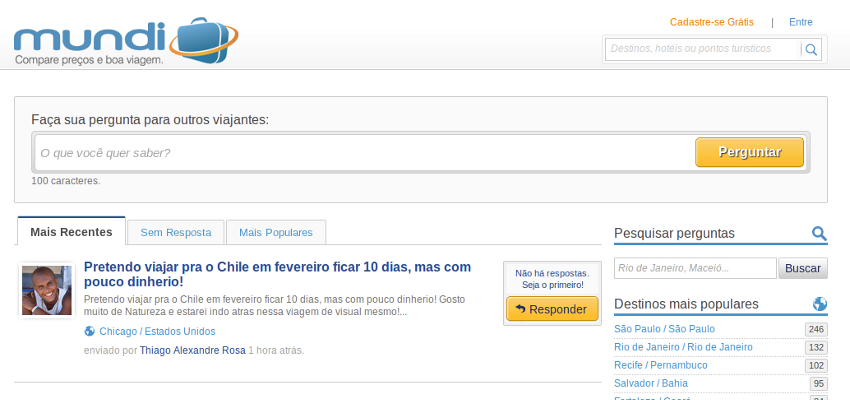 mundi
Compare preços e boa viagem.
Cadastre-se Grátis | Entre
Destinos, hotéis ou pontos turísticos
Faça sua pergunta para outros viajantes:
O que você quer saber?
Perguntar
100 caracteres.
Mais Recentes
Sem Resposta
Mais Populares
Pretendo viajar pra o Chile em fevereiro ficar 10 dias, mas com
pouco dinheiro!
Pretendo viajar pra o Chile em fevereiro ficar 10 dias, mas com pouco dinheiro! Gosto
muito de Natureza e estarei indo atras nessa viagem de visual mesmo!...
Chicago / Estados Unidos
enviado por Thiago Alexandre Rosa 1 hora atrás.
Não há respostas.
Seja o primeiro!
Responder
Pesquisar perguntas
Rio de Janeiro, Maceió...
Buscar
Destinos mais populares
São Paulo / São Paulo 246
Rio de Janeiro / Rio de Janeiro 132
Recife / Pernambuco 102
Salvador / Bahia 95